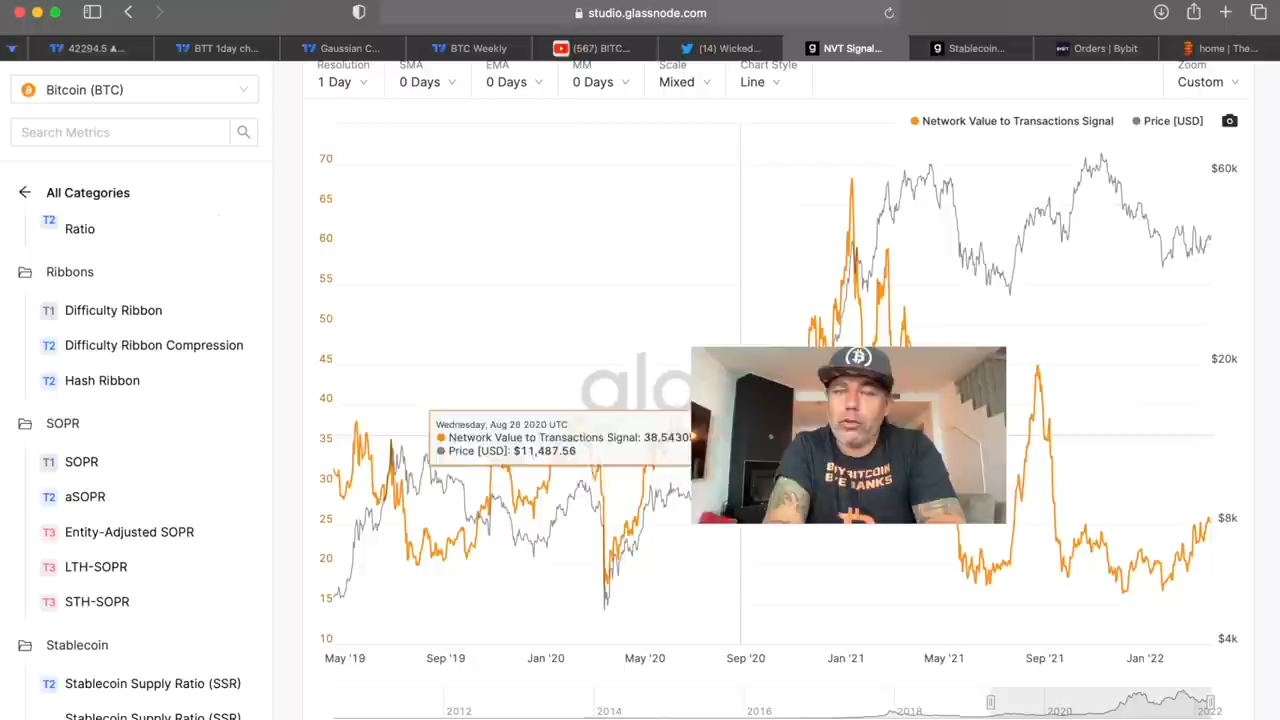 studio.glassnode.com
42294.5 ▲...
BTT 1day ch...
Gaussian C...
BTC Weekly
(567) BITC...
(14) Wicked...
NVT Signal...
Stablecoin...
Orders | Bybit
home | The...
Resolution SMA EMA MM Scale Chart Style Zoom
1 Day 0 Days 0 Days 0 Days Mixed Line Custom
Bitcoin (BTC)
Search Metrics
All Categories
T2 Ratio
Ribbons
T1 Difficulty Ribbon
T2 Difficulty Ribbon Compression
T2 Hash Ribbon
SOPR
T1 SOPR
T2 aSOPR
T3 Entity-Adjusted SOPR
T3 LTH-SOPR
T3 STH-SOPR
Stablecoin
T2 Stablecoin Supply Ratio (SSR)
Stablecoin Supply Ratio (SSR)
Network Value to Transactions Signal Price [USD]
70
65
60
55
50
45
40
35
30
25
20
15
10
$60k
$20k
$8k
$4k
Wednesday, Aug 28 2020 UTC
Network Value to Transactions Signal: 38.5430
Price [USD]: $11,487.56
BANKS
May '19 Sep '19 Jan '20 May '20 Sep '20 Jan '21 May '21 Sep '21 Jan '22
2012 2014 2016 2018 2020 2022